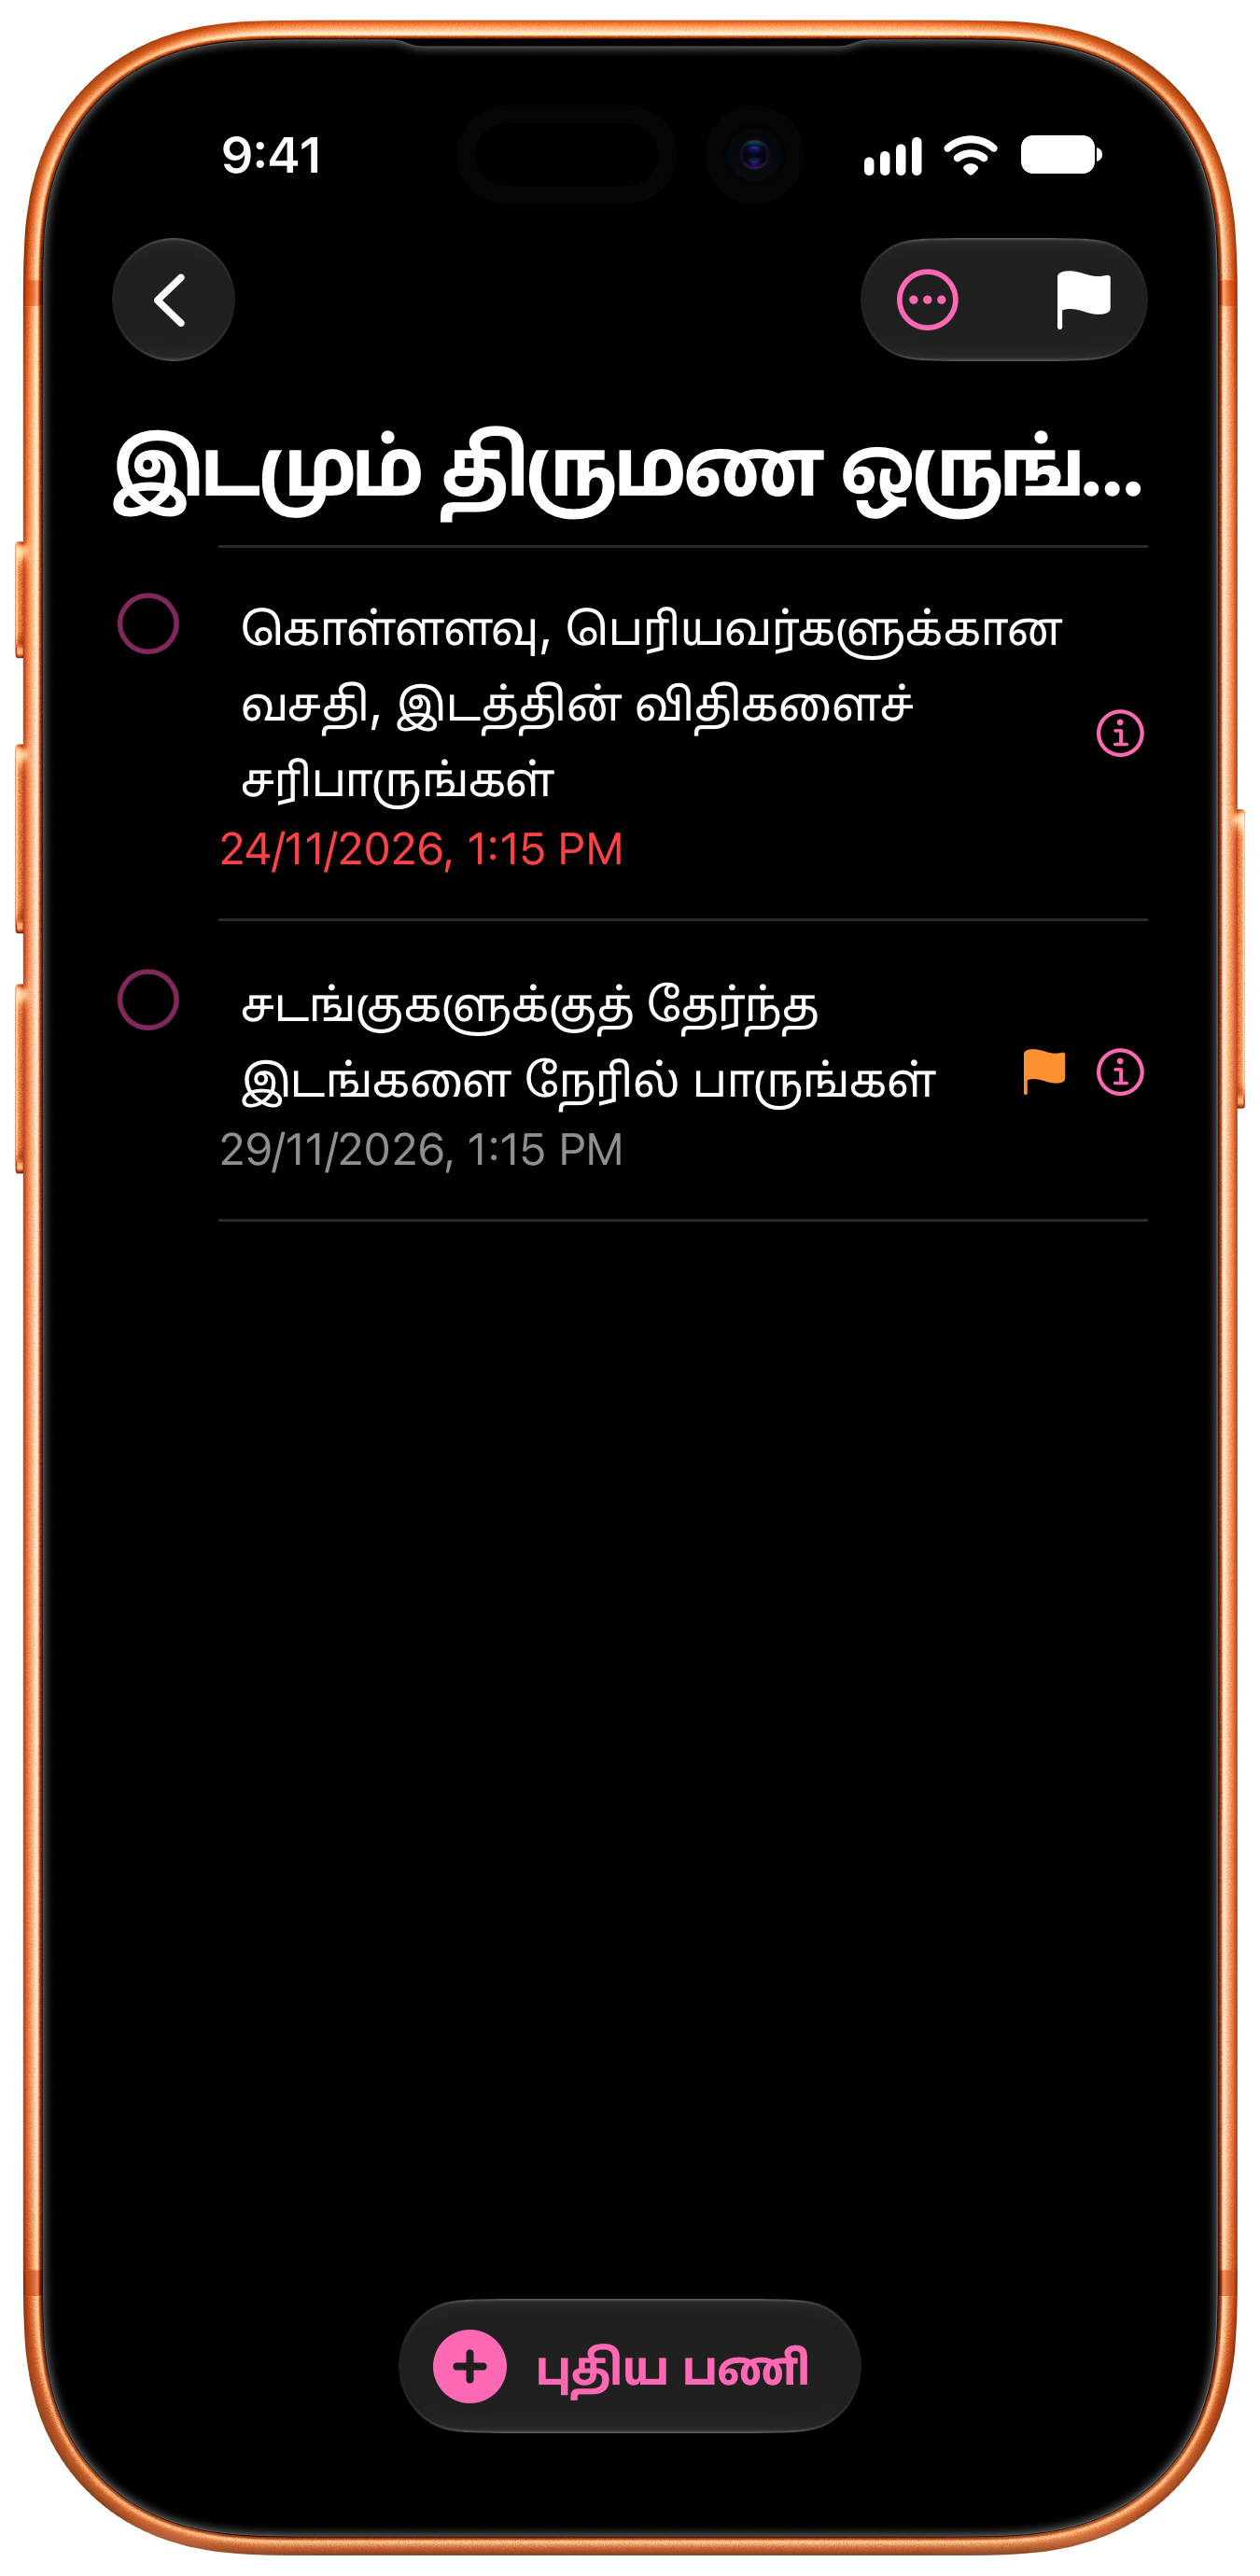 9:41
இடமும் திருமண ஒருங்...
கொள்ளளவு, பெரியவர்களுக்கான
வசதி, இடத்தின் விதிகளைச்
சரிபாருங்கள்
24/11/2026, 1:15 PM
சடங்குகளுக்குத் தேர்ந்த
இடங்களை நேரில் பாருங்கள்
29/11/2026, 1:15 PM
புதிய பணி